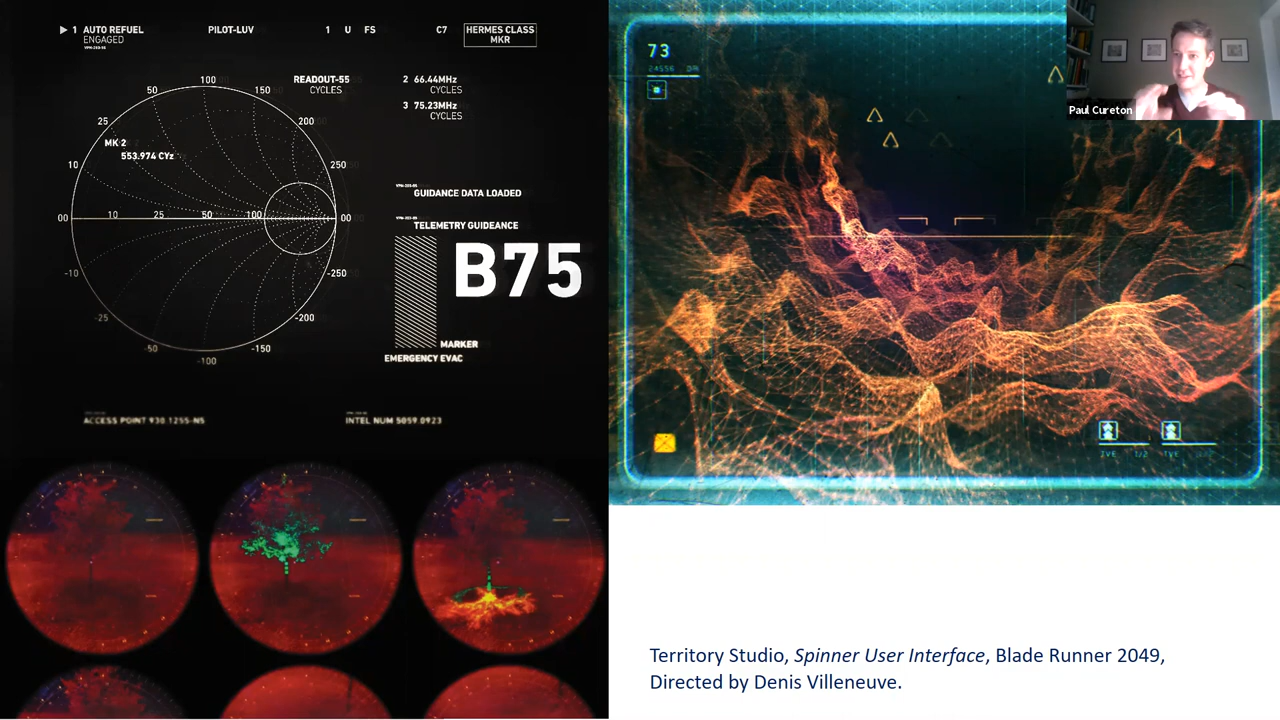 1 AUTO REFUEL
ENGAGED
PILOT-LUV
1 U FS
C7
HERMES CLASS
MKR
READOUT-55
CYCLES
2 66.44MHz
CYCLES
3 75.23MHz
CYCLES
100
50
150
25
200
MK 2
553.974 CYz
10
250
00
10
25
50
100
00
-10
-250
-25
-200
-50
-150
-100
GUIDANCE DATA LOADED
TELEMETRY GUIDEANCE
B75
MARKER
EMERGENCY EVAC
ACCESS POINT 930.1255-N5
INTEL NUM 5059.0923
73
24556
Paul Cureton
Territory Studio, Spinner User Interface, Blade Runner 2049,
Directed by Denis Villeneuve.